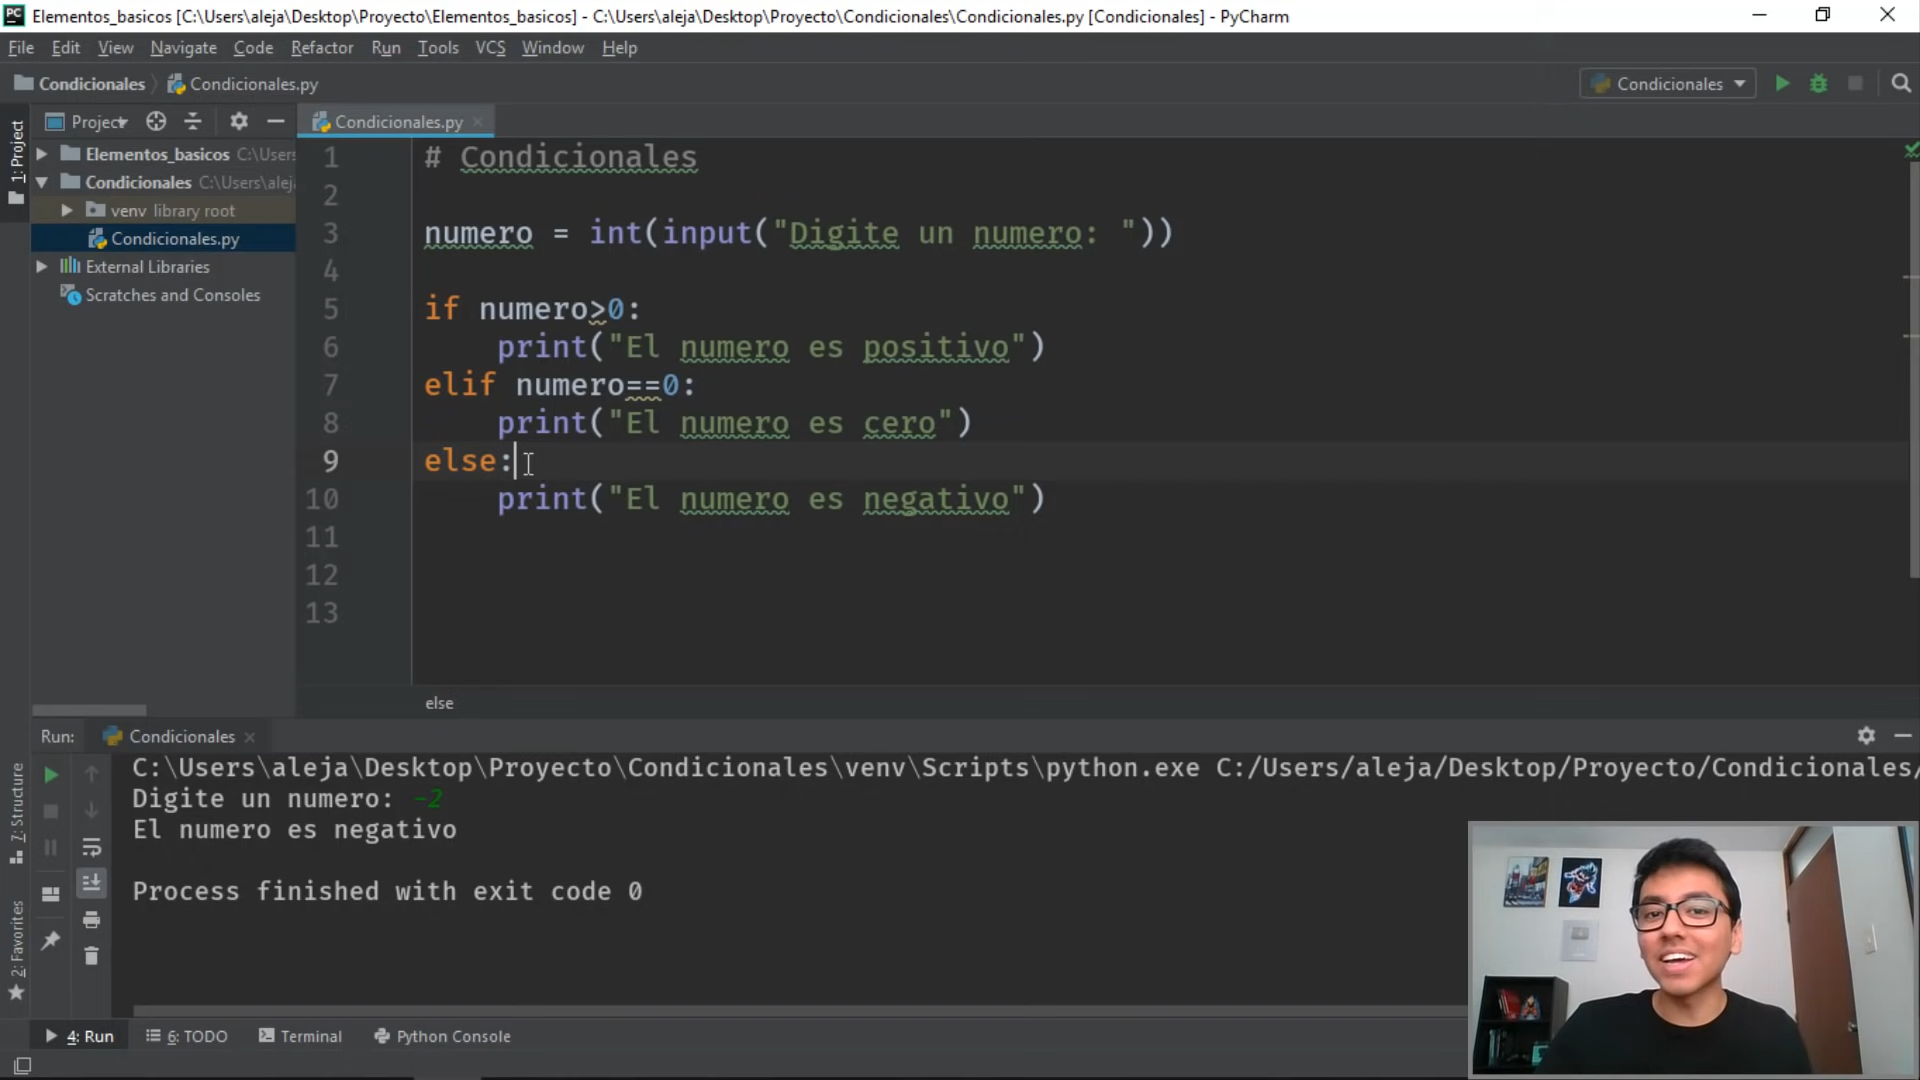 Elementos_basicos [C:\Users\aleja\Desktop\Proyecto\Elementos_basicos] - C:\Users\aleja\Desktop\Proyecto\Condicionales\Condicionales.py [Condicionales] - PyCharm
File Edit View Navigate Code Refactor Run Tools VCS Window Help
Condicionales Condicionales.py Condicionales
1: Project
Project
Condicionales.py
Elementos_basicos C:\Users
Condicionales C:\Users\alej
venv library root
Condicionales.py
External Libraries
Scratches and Consoles
1 # Condicionales
2
3 numero = int(input("Digite un numero: "))
4
5 if numero>0:
6 print("El numero es positivo")
7 elif numero==0:
8 print("El numero es cero")
9 else:
10 print("El numero es negativo")
11
12
13
else
Run: Condicionales
C:\Users\aleja\Desktop\Proyecto\Condicionales\venv\Scripts\python.exe C:/Users/aleja/Desktop/Proyecto/Condicionales/
Digite un numero: -2
El numero es negativo
Process finished with exit code 0
7: Structure
2: Favorites
4: Run 6: TODO Terminal Python Console